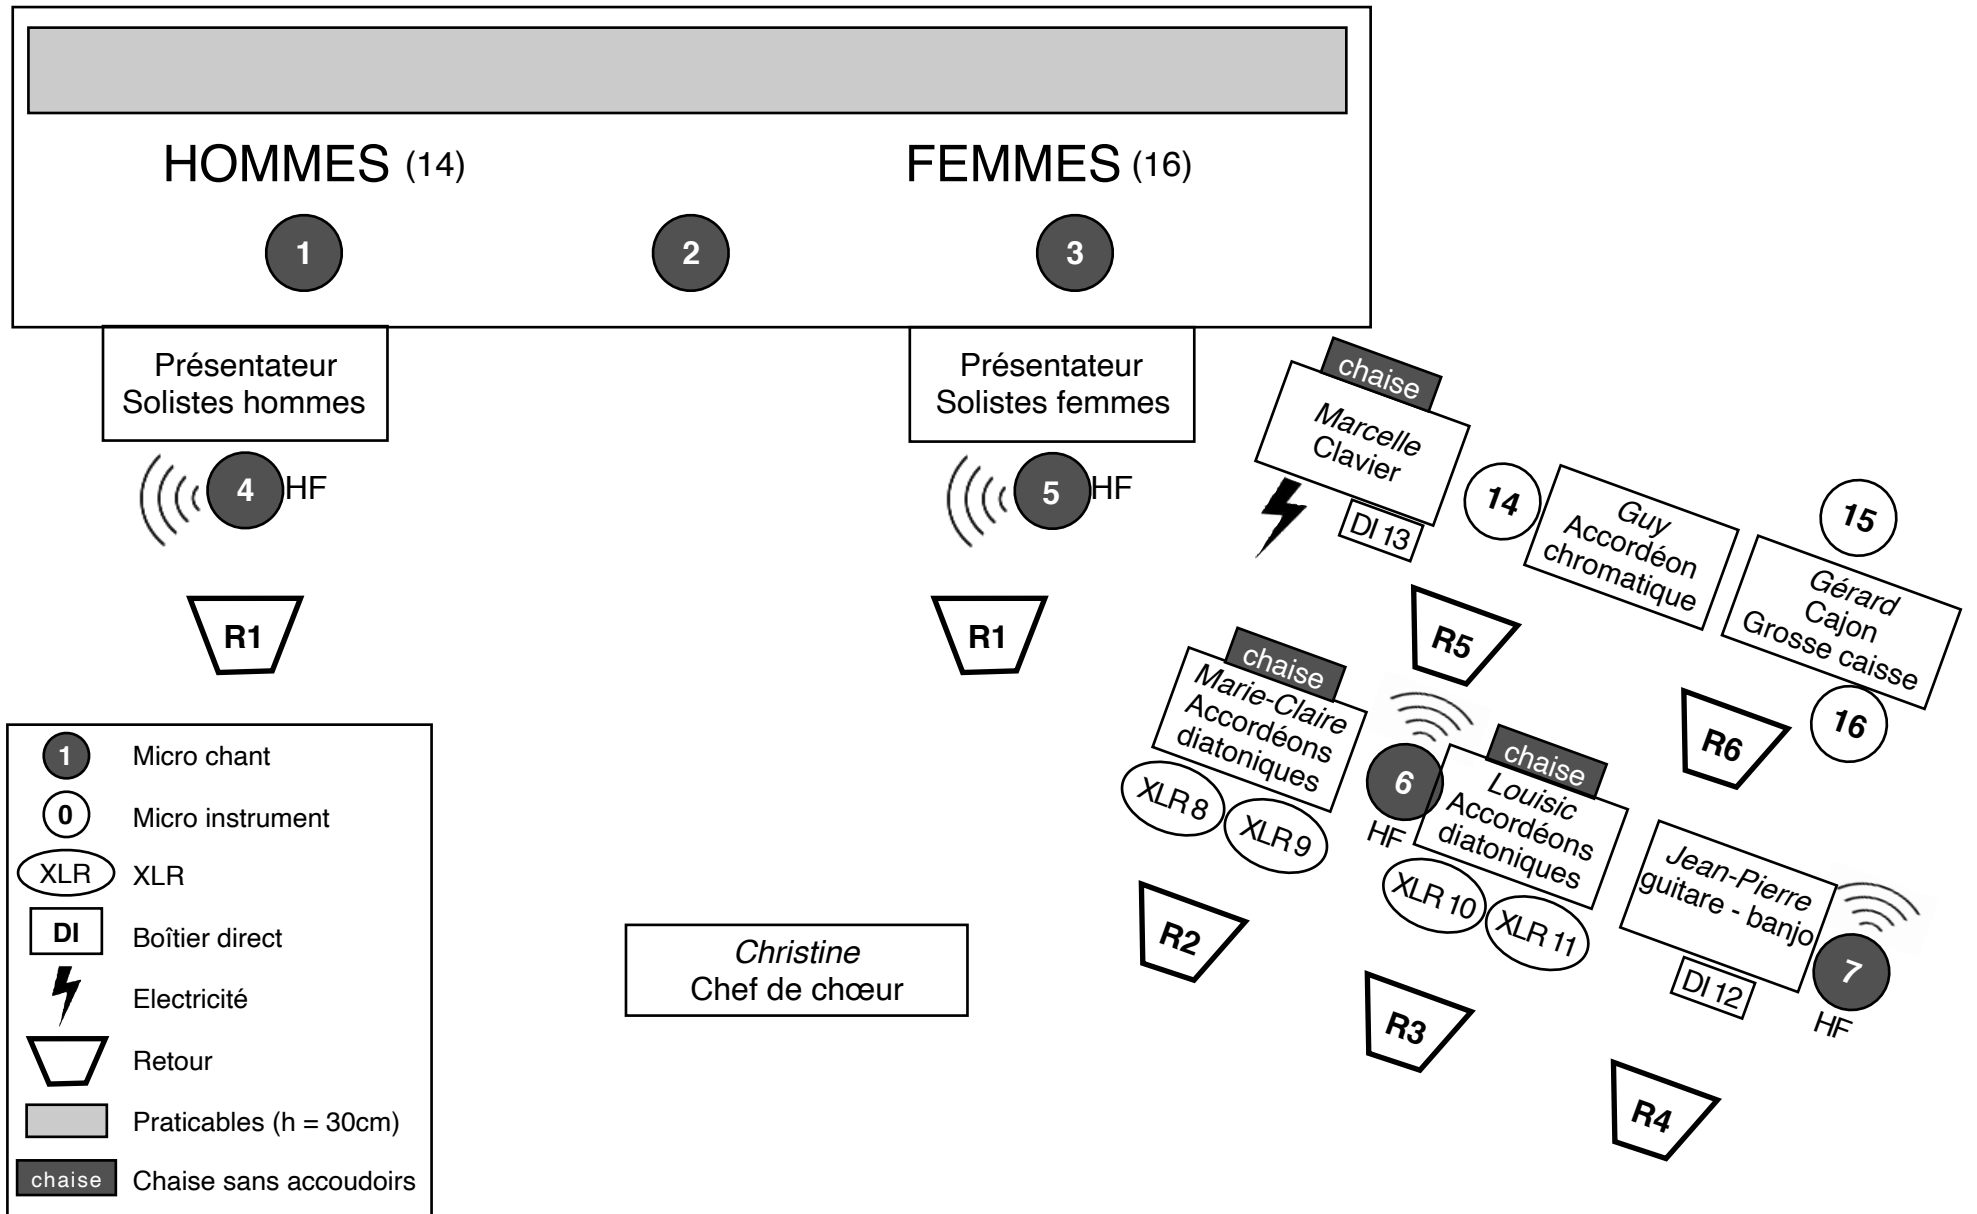 HOMMES (14)
FEMMES (16)
1
2
3
Présentateur
Solistes hommes
Présentateur
Solistes femmes
4
HF
5
HF
R1
R1
chaise
Marcelle
Clavier
DI 13
14
Guy
Accordéon
chromatique
15
Gérard
Cajon
Grosse caisse
16
R5
R6
chaise
Marie-Claire
Accordéons
diatoniques
XLR 8
XLR 9
6
HF
chaise
Louisic
Accordéons
diatoniques
XLR 10
XLR 11
Jean-Pierre
guitare - banjo
DI 12
7
HF
R2
R3
R4
Christine
Chef de chœur
1 Micro chant
0 Micro instrument
XLR XLR
DI Boîtier direct
Electricité
Retour
Praticables (h = 30cm)
chaise Chaise sans accoudoirs